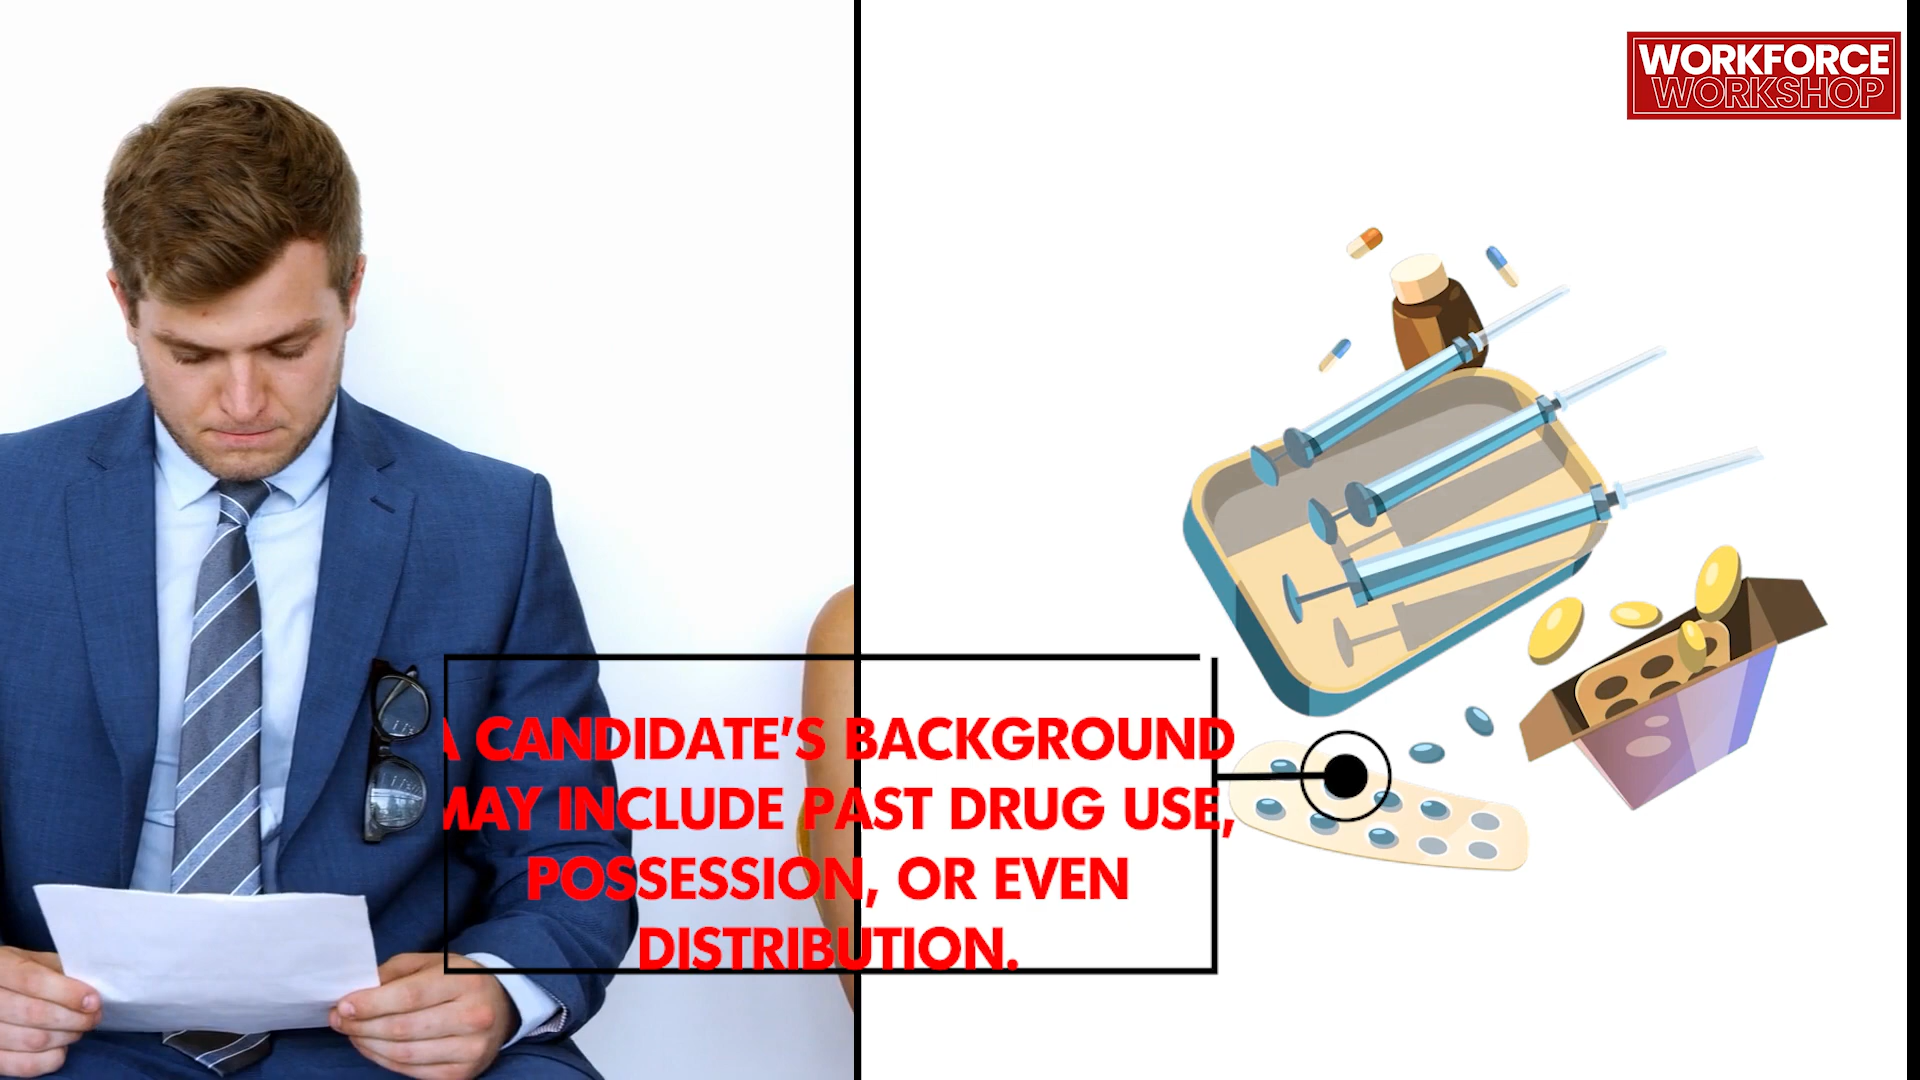 WORKFORCE
WORKSHOP
A CANDIDATE'S BACKGROUND
MAY INCLUDE PAST DRUG USE,
POSSESSION, OR EVEN
DISTRIBUTION.